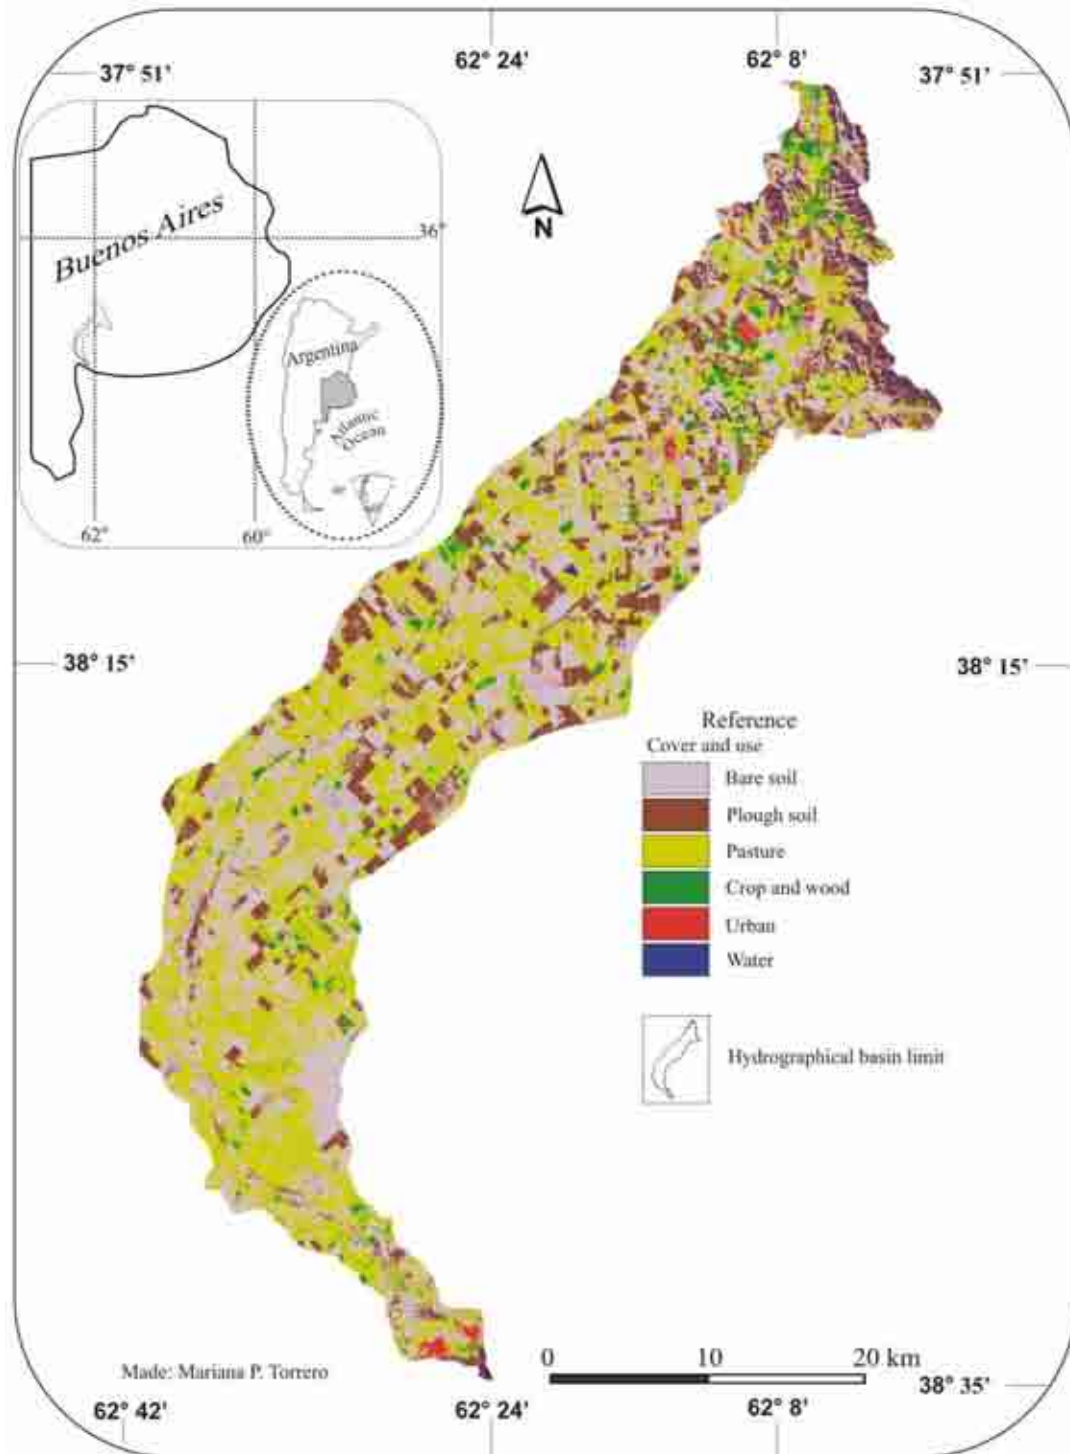 62° 24'
62° 8'
37° 51'
37° 51'
Buenos Aires
36°
Argentina
Atlantic
Ocean
62°
60°
N
38° 15'
38° 15'
Reference
Cover and use
Bare soil
Plough soil
Pasture
Crop and wood
Urban
Water
Hydrographical basin limit
Made: Mariana P. Torrero
0 10 20 km
38° 35'
62° 42'
62° 24'
62° 8'